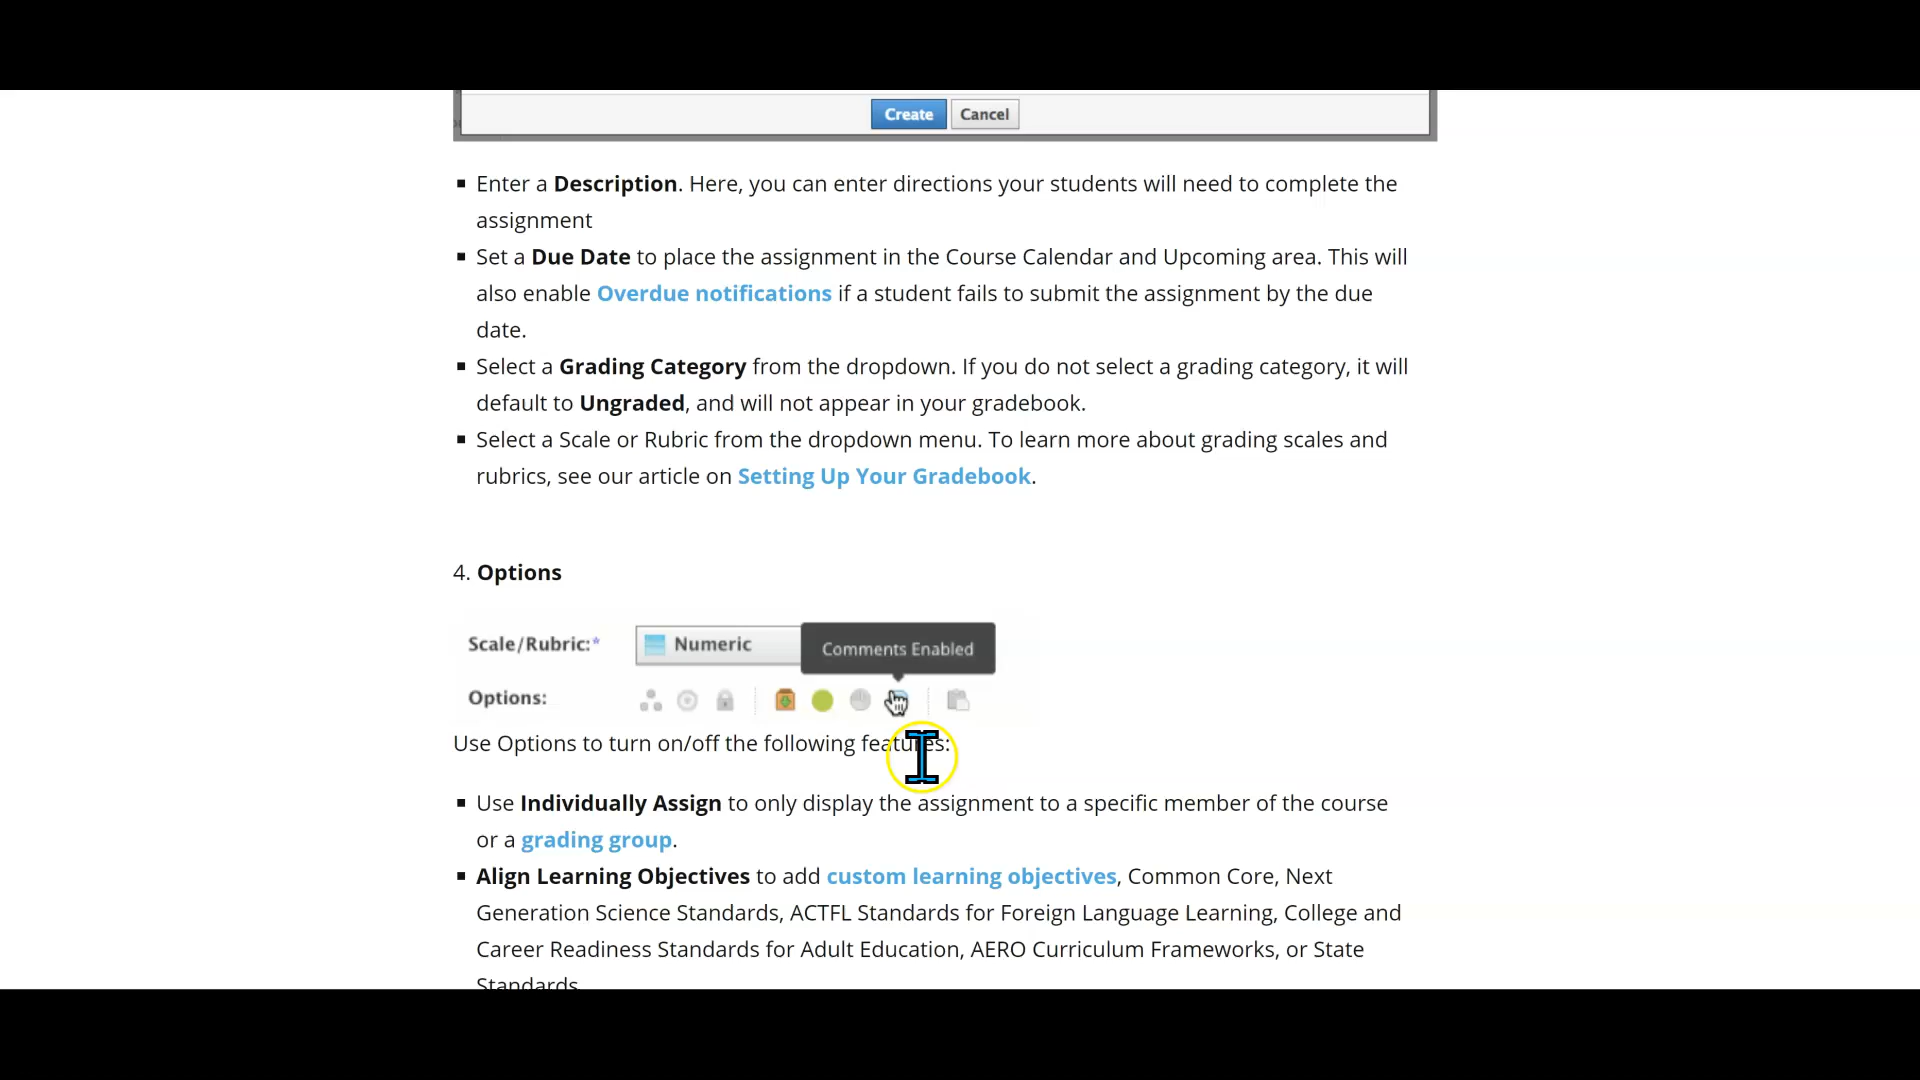 Create Cancel
▪ Enter a Description. Here, you can enter directions your students will need to complete the
assignment
▪ Set a Due Date to place the assignment in the Course Calendar and Upcoming area. This will
also enable Overdue notifications if a student fails to submit the assignment by the due
date.
▪ Select a Grading Category from the dropdown. If you do not select a grading category, it will
default to Ungraded, and will not appear in your gradebook.
▪ Select a Scale or Rubric from the dropdown menu. To learn more about grading scales and
rubrics, see our article on Setting Up Your Gradebook.
4. Options
Scale/Rubric:* Numeric Comments Enabled
Options:
Use Options to turn on/off the following features:
▪ Use Individually Assign to only display the assignment to a specific member of the course
or a grading group.
▪ Align Learning Objectives to add custom learning objectives, Common Core, Next
Generation Science Standards, ACTFL Standards for Foreign Language Learning, College and
Career Readiness Standards for Adult Education, AERO Curriculum Frameworks, or State
Standards